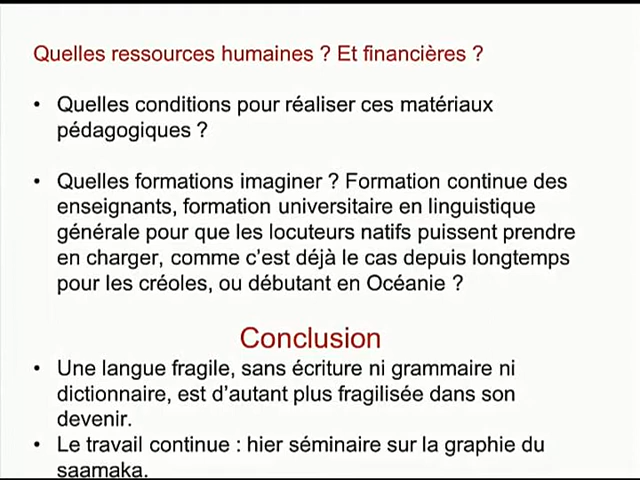 Quelles ressources humaines ? Et financières ?
• Quelles conditions pour réaliser ces matériaux
pédagogiques ?
• Quelles formations imaginer ? Formation continue des
enseignants, formation universitaire en linguistique
générale pour que les locuteurs natifs puissent prendre
en charger, comme c'est déjà le cas depuis longtemps
pour les créoles, ou débutant en Océanie ?
Conclusion
• Une langue fragile, sans écriture ni grammaire ni
dictionnaire, est d'autant plus fragilisée dans son
devenir.
• Le travail continue : hier séminaire sur la graphie du
saamaka.